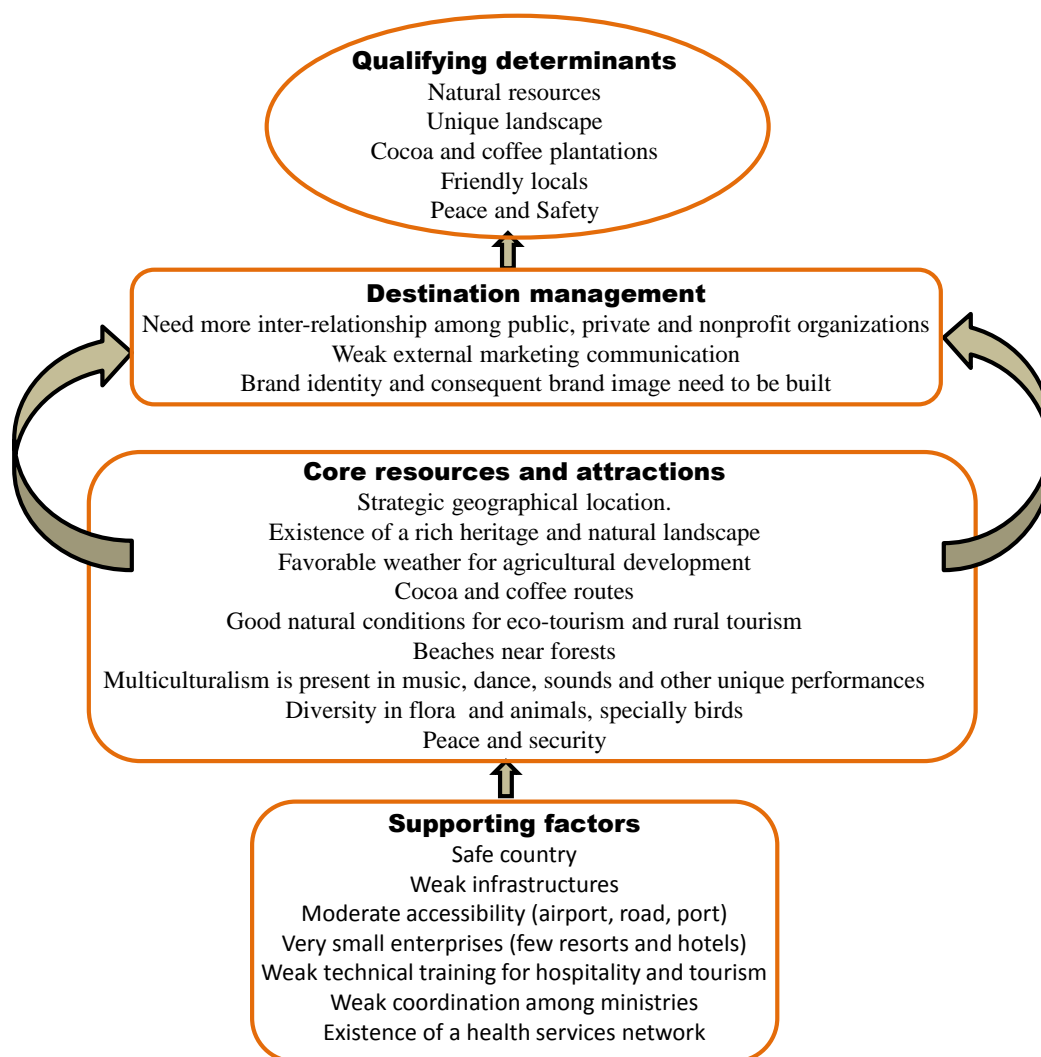 Qualifying determinants
Natural resources
Unique landscape
Cocoa and coffee plantations
Friendly locals
Peace and Safety
Destination management
Need more inter-relationship among public, private and nonprofit organizations
Weak external marketing communication
Brand identity and consequent brand image need to be built
Core resources and attractions
Strategic geographical location.
Existence of a rich heritage and natural landscape
Favorable weather for agricultural development
Cocoa and coffee routes
Good natural conditions for eco-tourism and rural tourism
Beaches near forests
Multiculturalism is present in music, dance, sounds and other unique performances
Diversity in flora and animals, specially birds
Peace and security
Supporting factors
Safe country
Weak infrastructures
Moderate accessibility (airport, road, port)
Very small enterprises (few resorts and hotels)
Weak technical training for hospitality and tourism
Weak coordination among ministries
Existence of a health services network